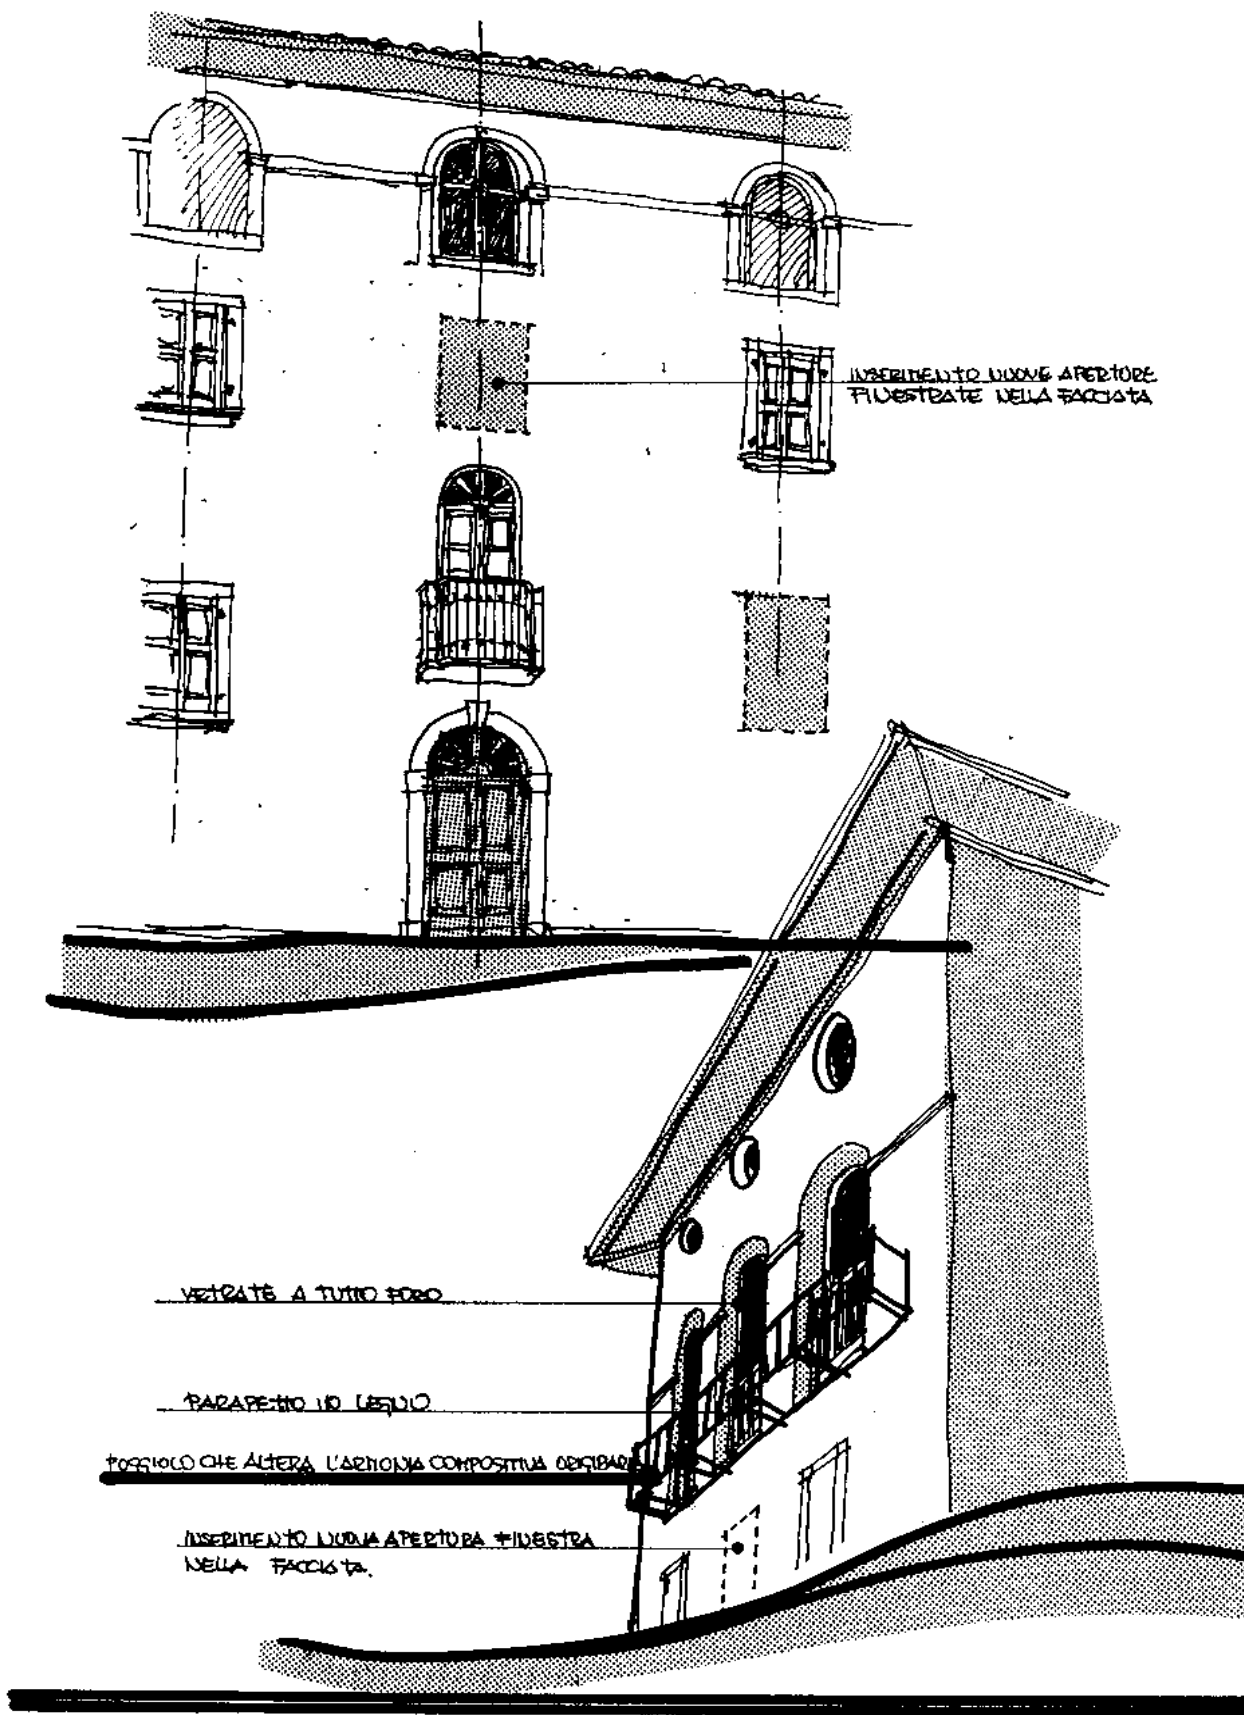 INSERIMENTO NUOVE APERTURE
FINESTRATE NELLA FACCIATA
VETRATE A TUTTO FORO
PARAPETTO IN LEGNO
POGGIOLO CHE ALTERA L'ARMONIA COMPOSITIVA ORIGINARIA
INSERIMENTO NUOVA APERTURA FINESTRA
NELLA FACCIATA.